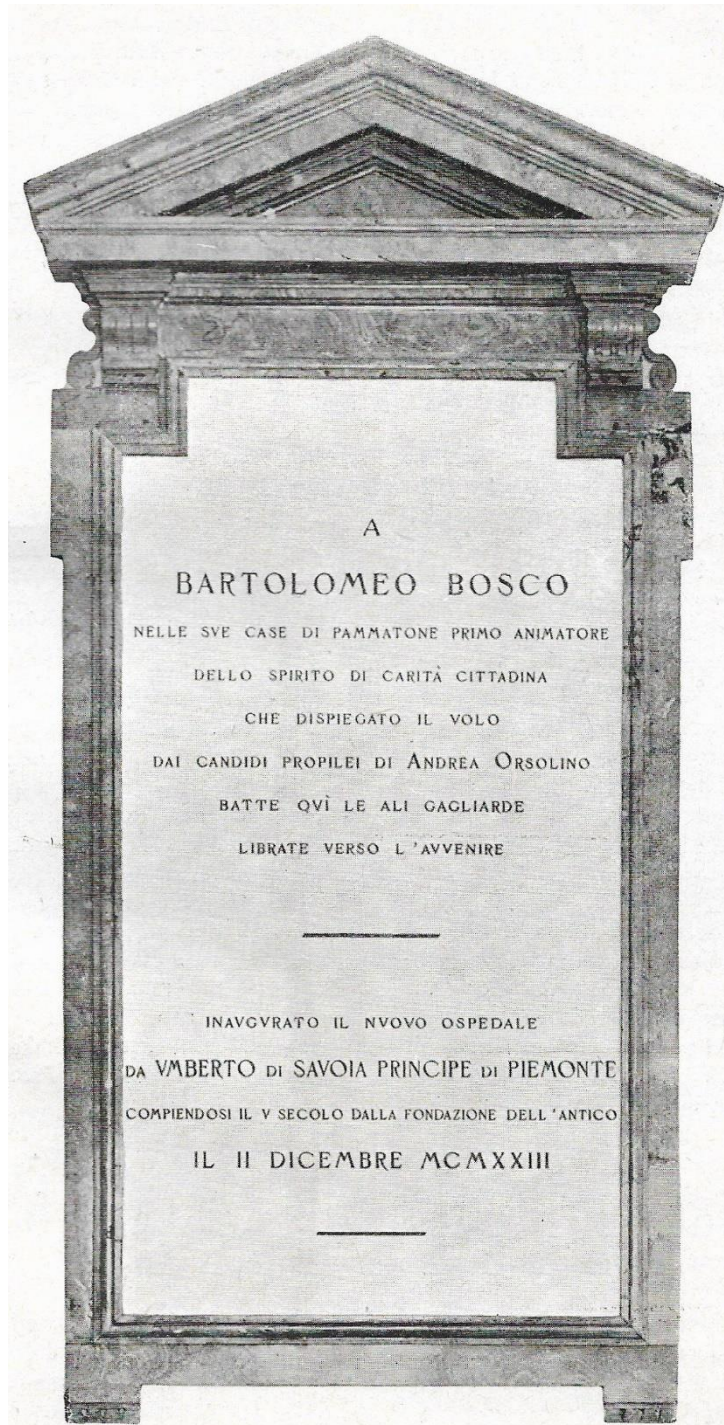 A
BARTOLOMEO BOSCO
NELLE SVE CASE DI PAMMATONE PRIMO ANIMATORE
DELLO SPIRITO DI CARITÀ CITTADINA
CHE DISPIEGATO IL VOLO
DAI CANDIDI PROPILEI DI ANDREA ORSOLINO
BATTE QVÌ LE ALI GAGLIARDE
LIBRATE VERSO L'AVVENIRE
INAVGVRATO IL NVOVO OSPEDALE
DA VMBERTO DI SAVOIA PRINCIPE DI PIEMONTE
COMPIENDOSI IL V SECOLO DALLA FONDAZIONE DELL'ANTICO
IL II DICEMBRE MCMXXIII